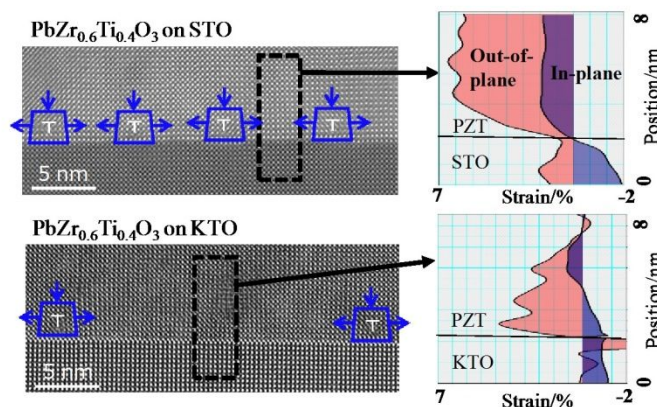 PbZr₀.₆Ti₀.₄O₃ on STO
T T T T
5 nm
Out-of-
plane
In-plane
PZT
STO
8
Position/nm
0
7 Strain/% -2
PbZr₀.₆Ti₀.₄O₃ on KTO
T T
5 nm
PZT
KTO
8
Position/nm
0
7 Strain/% -2